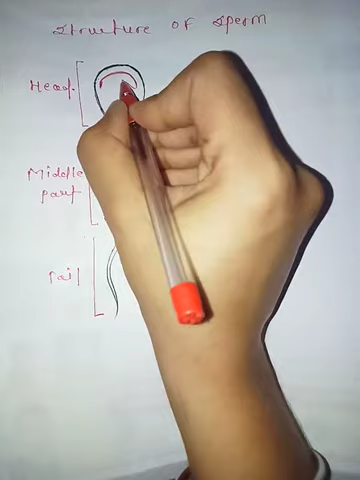 Structure of Sperm
Head
Middle
part
Tail